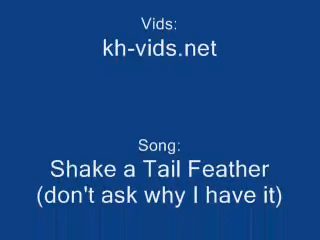 Vids:
kh-vids.net
Song:
Shake a Tail Feather
(don't ask why I have it)